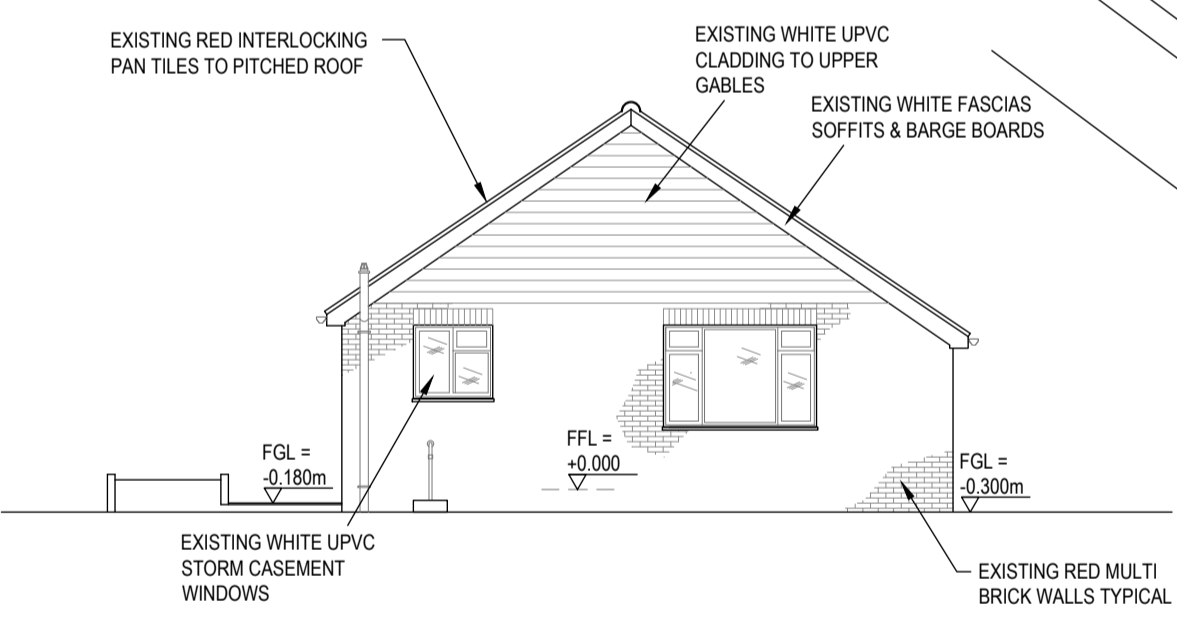 EXISTING RED INTERLOCKING
PAN TILES TO PITCHED ROOF
EXISTING WHITE UPVC
CLADDING TO UPPER
GABLES
EXISTING WHITE FASCIAS
SOFFITS & BARGE BOARDS
FGL =
-0.180m
FFL =
+0.000
FGL =
-0.300m
EXISTING WHITE UPVC
STORM CASEMENT
WINDOWS
EXISTING RED MULTI
BRICK WALLS TYPICAL